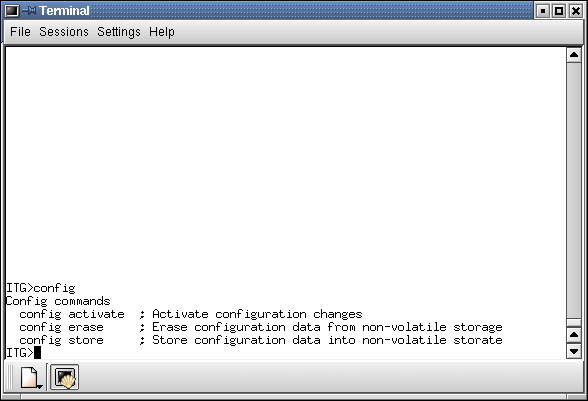 Terminal
File Sessions Settings Help
ITG>config
Config commands
config activate ; Activate configuration changes
config erase ; Erase configuration data from non-volatile storage
config store ; Store configuration data into non-volatile storate
ITG>